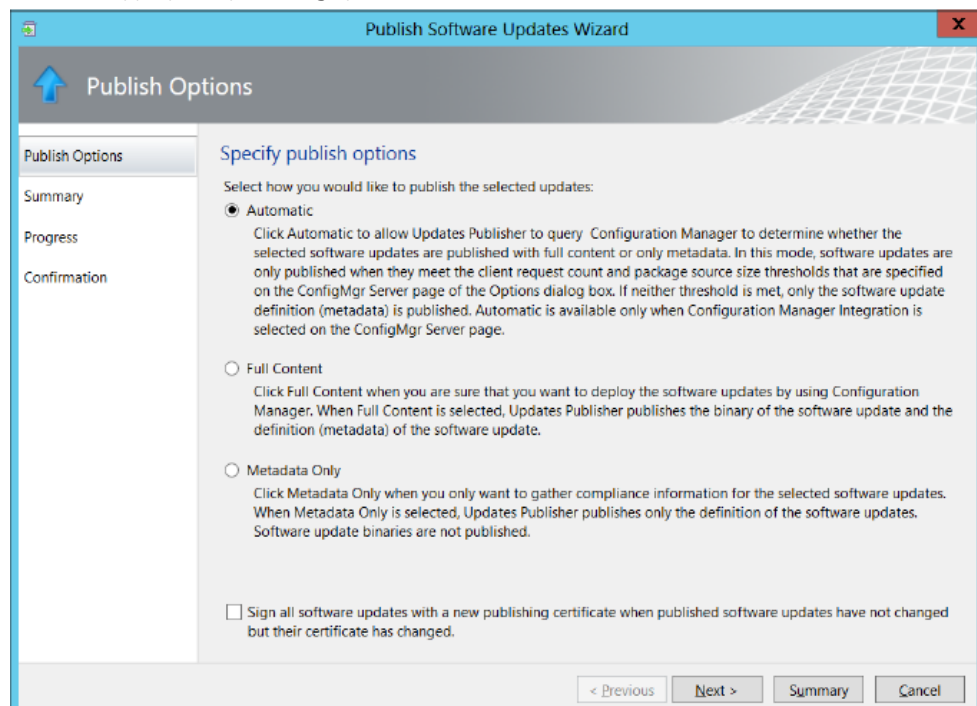 Publish Software Updates Wizard
x
Publish Options
Publish Options
Summary
Progress
Confirmation
Specify publish options
Select how you would like to publish the selected updates:
Automatic
Click Automatic to allow Updates Publisher to query Configuration Manager to determine whether the
selected software updates are published with full content or only metadata. In this mode, software updates are
only published when they meet the client request count and package source size thresholds that are specified
on the ConfigMgr Server page of the Options dialog box. If neither threshold is met, only the software update
definition (metadata) is published. Automatic is available only when Configuration Manager Integration is
selected on the ConfigMgr Server page.
Full Content
Click Full Content when you are sure that you want to deploy the software updates by using Configuration
Manager. When Full Content is selected, Updates Publisher publishes the binary of the software update and the
definition (metadata) of the software update.
Metadata Only
Click Metadata Only when you only want to gather compliance information for the selected software updates.
When Metadata Only is selected, Updates Publisher publishes only the definition of the software updates.
Software update binaries are not published.
Sign all software updates with a new publishing certificate when published software updates have not changed
but their certificate has changed.
< Previous Next > Summary Cancel